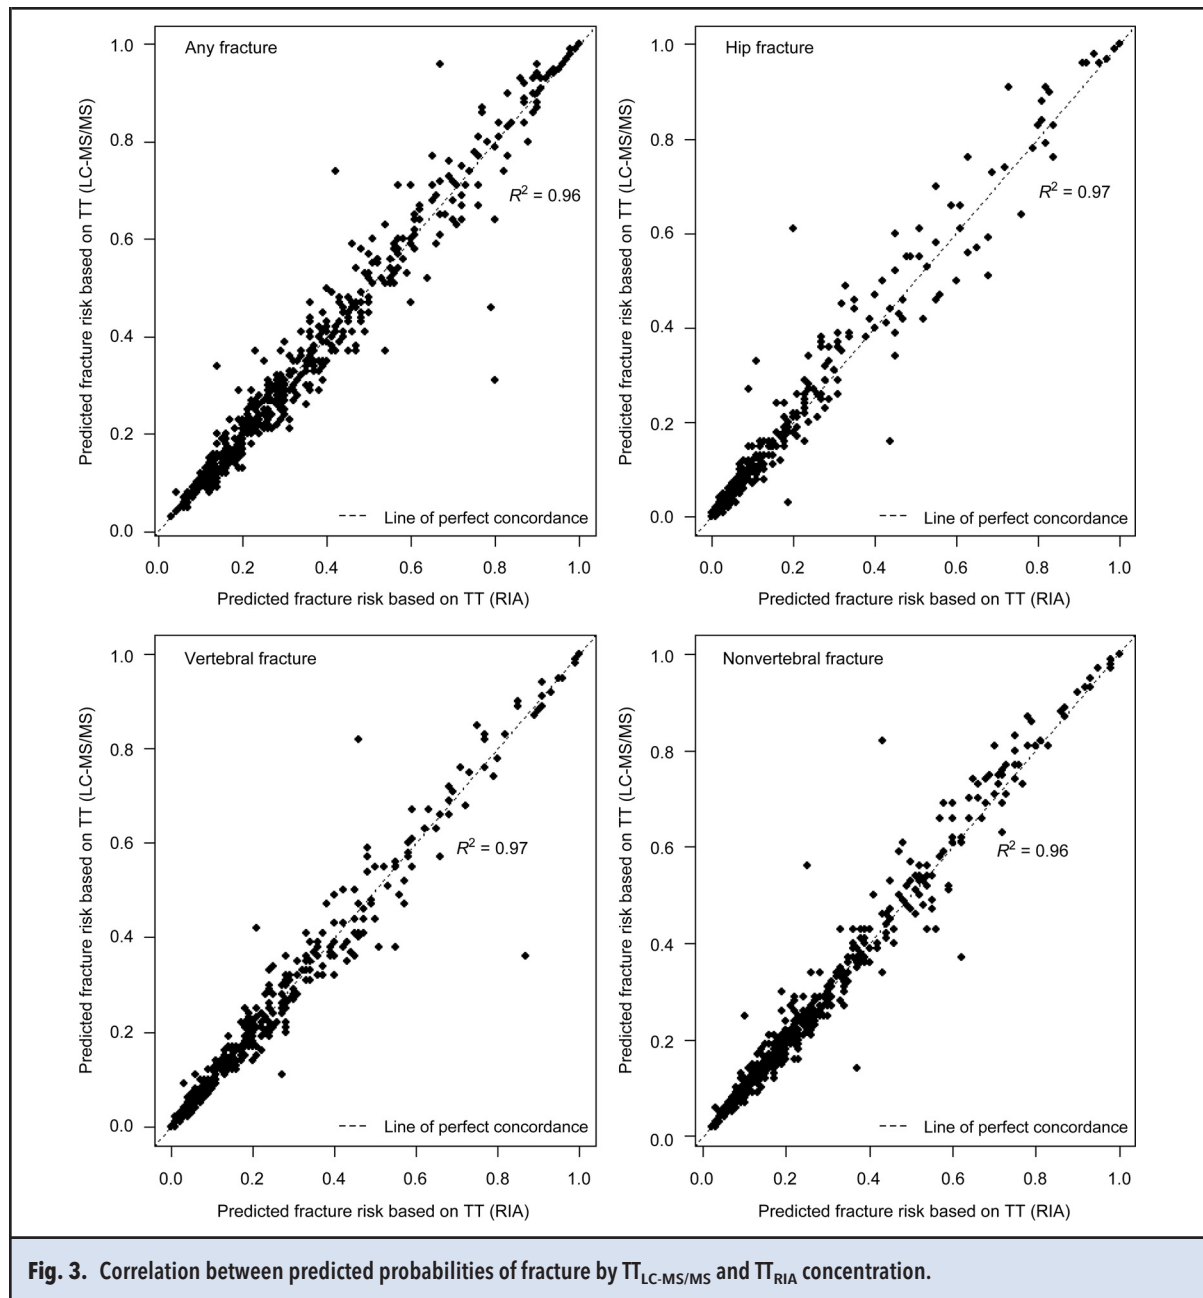 Any fracture
Predicted fracture risk based on TT (LC-MS/MS)
1.0
0.8
0.6
0.4
0.2
0.0
R² = 0.96
Line of perfect concordance
0.0 0.2 0.4 0.6 0.8 1.0
Predicted fracture risk based on TT (RIA)
Hip fracture
Predicted fracture risk based on TT (LC-MS/MS)
1.0
0.8
0.6
0.4
0.2
0.0
R² = 0.97
Line of perfect concordance
0.0 0.2 0.4 0.6 0.8 1.0
Predicted fracture risk based on TT (RIA)
Vertebral fracture
Predicted fracture risk based on TT (LC-MS/MS)
1.0
0.8
0.6
0.4
0.2
0.0
R² = 0.97
Line of perfect concordance
0.0 0.2 0.4 0.6 0.8 1.0
Predicted fracture risk based on TT (RIA)
Nonvertebral fracture
Predicted fracture risk based on TT (LC-MS/MS)
1.0
0.8
0.6
0.4
0.2
0.0
R² = 0.96
Line of perfect concordance
0.0 0.2 0.4 0.6 0.8 1.0
Predicted fracture risk based on TT (RIA)
Fig. 3. Correlation between predicted probabilities of fracture by TT LC-MS/MS and TT RIA concentration.